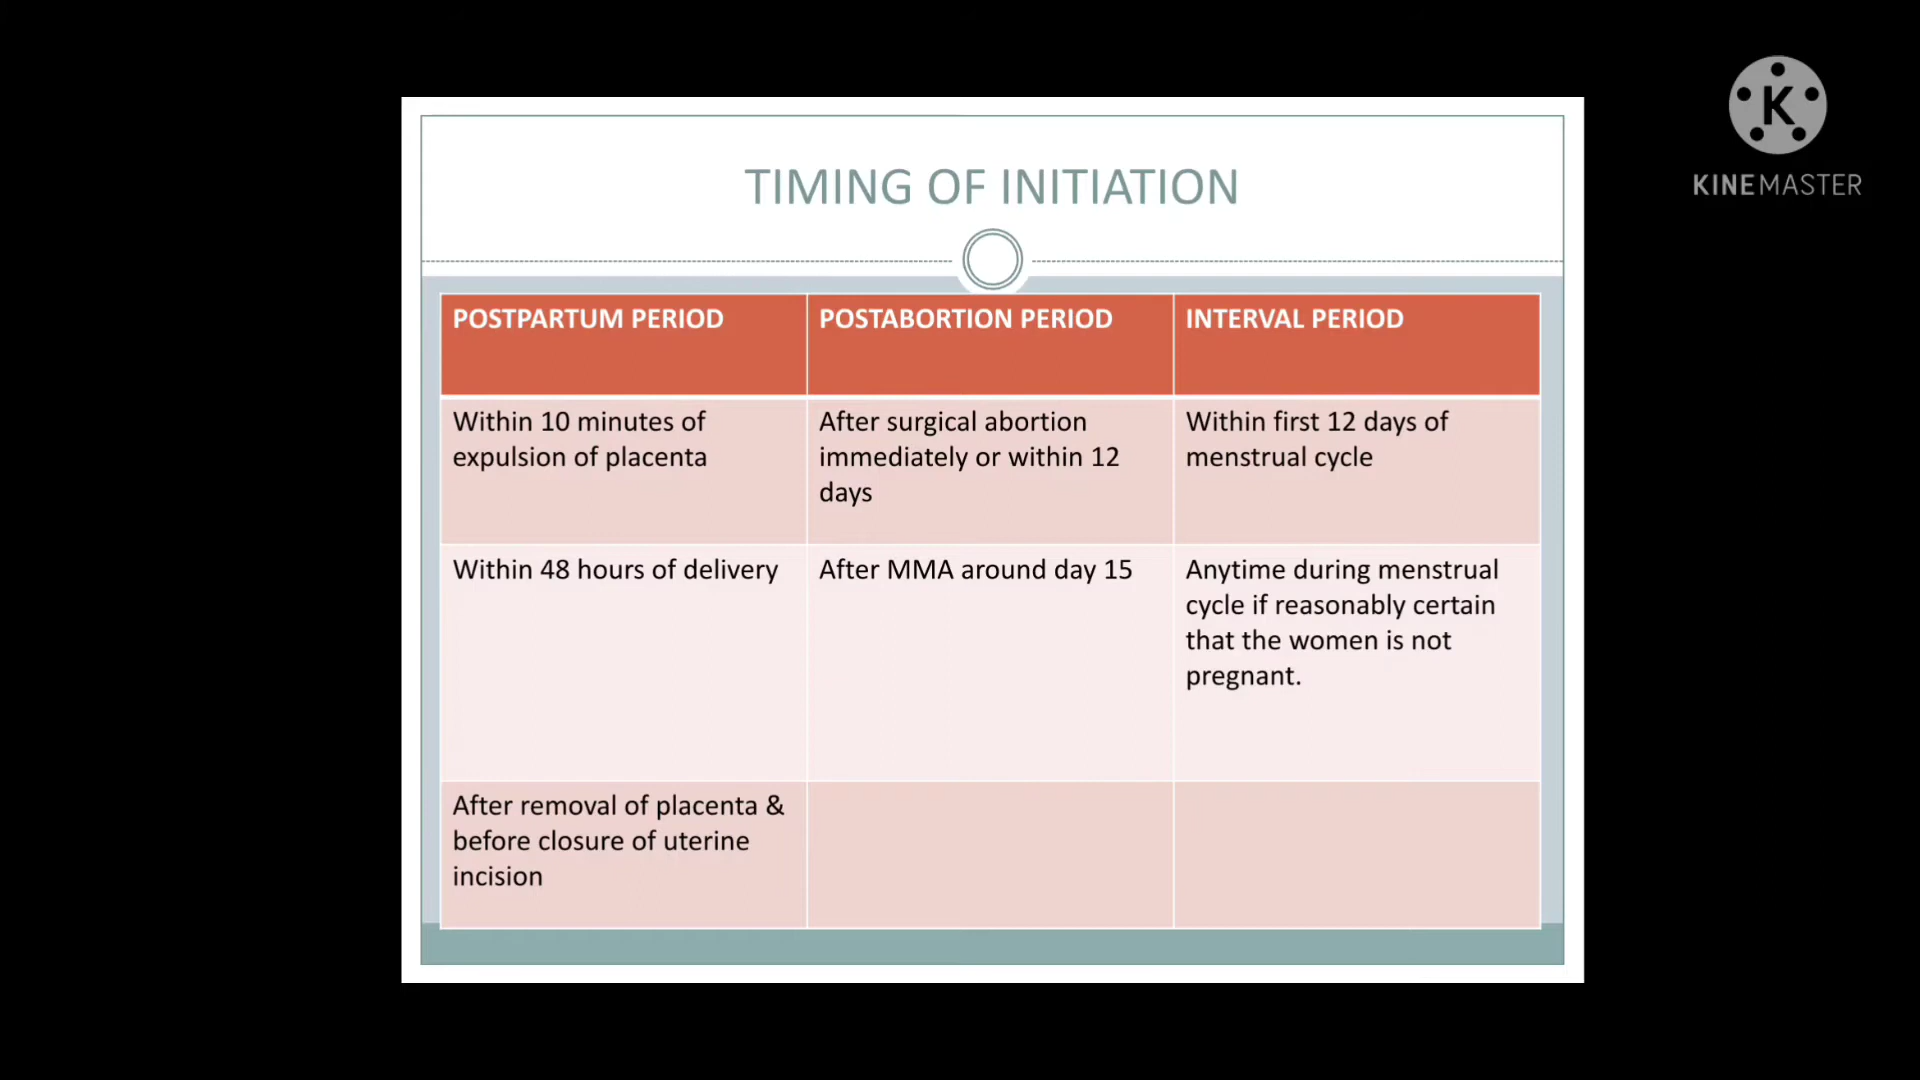 K
KINEMASTER
TIMING OF INITIATION
POSTPARTUM PERIOD
POSTABORTION PERIOD
INTERVAL PERIOD
Within 10 minutes of
expulsion of placenta
After surgical abortion
immediately or within 12
days
Within first 12 days of
menstrual cycle
Within 48 hours of delivery
After MMA around day 15
Anytime during menstrual
cycle if reasonably certain
that the women is not
pregnant.
After removal of placenta &
before closure of uterine
incision